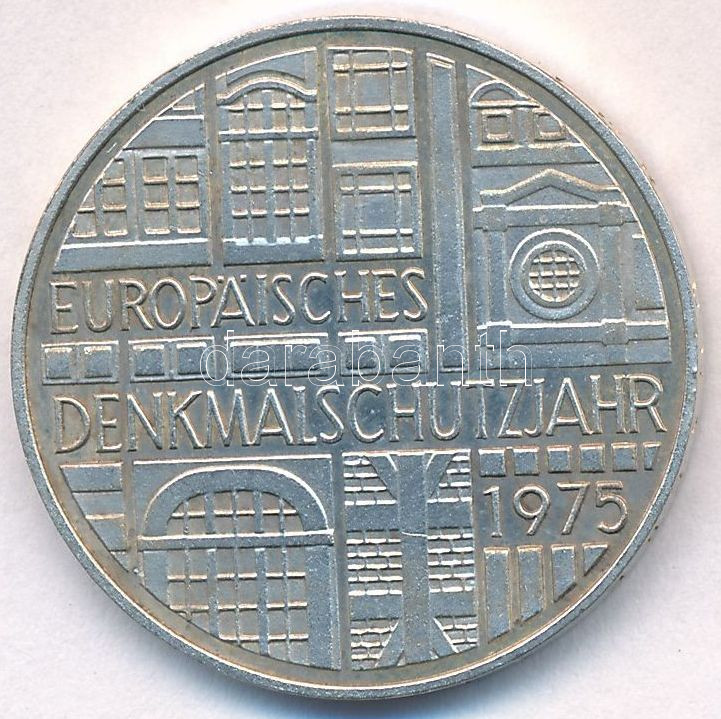 EUROPÄISCHES
darabanth
DENKMALSCHUTZJAHR
1975